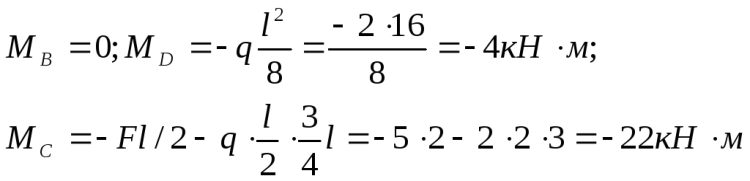 M_B = 0; M_D = - q l²/8 = - 2·16/8 = - 4кН ·м;
M_C = - Fl / 2 - q · l/2 · 3/4 l = - 5 ·2 - 2 ·2 ·3 = - 22кН ·м